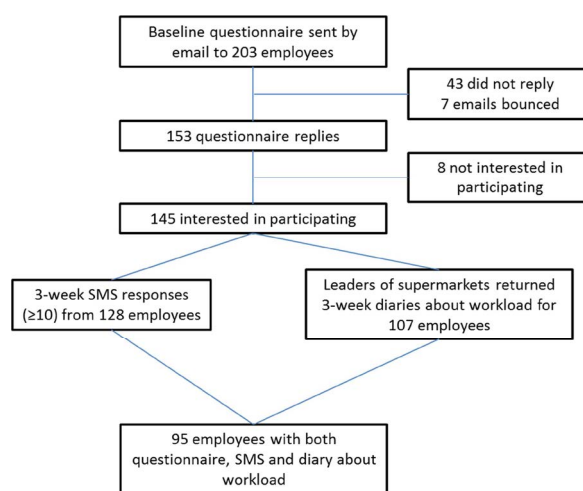 Baseline questionnaire sent by
email to 203 employees
43 did not reply
7 emails bounced
153 questionnaire replies
8 not interested in
participating
145 interested in participating
3-week SMS responses
(≥10) from 128 employees
Leaders of supermarkets returned
3-week diaries about workload for
107 employees
95 employees with both
questionnaire, SMS and diary about
workload